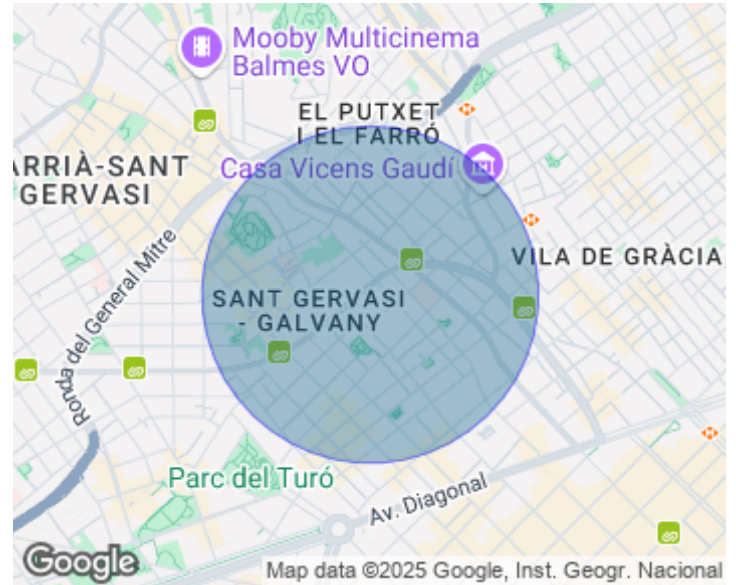 Mooby Multicinema
Balmes VO
EL PUTXET
I EL FARRÓ
ARRIÀ-SANT
GERVASI
Casa Vicens Gaudí
VILA DE GRÀCIA
SANT GERVASI
- GALVANY
Ronda del General Mitre
Parc del Turó
Av. Diagonal
Google
Map data ©2025 Google, Inst. Geogr. Nacional